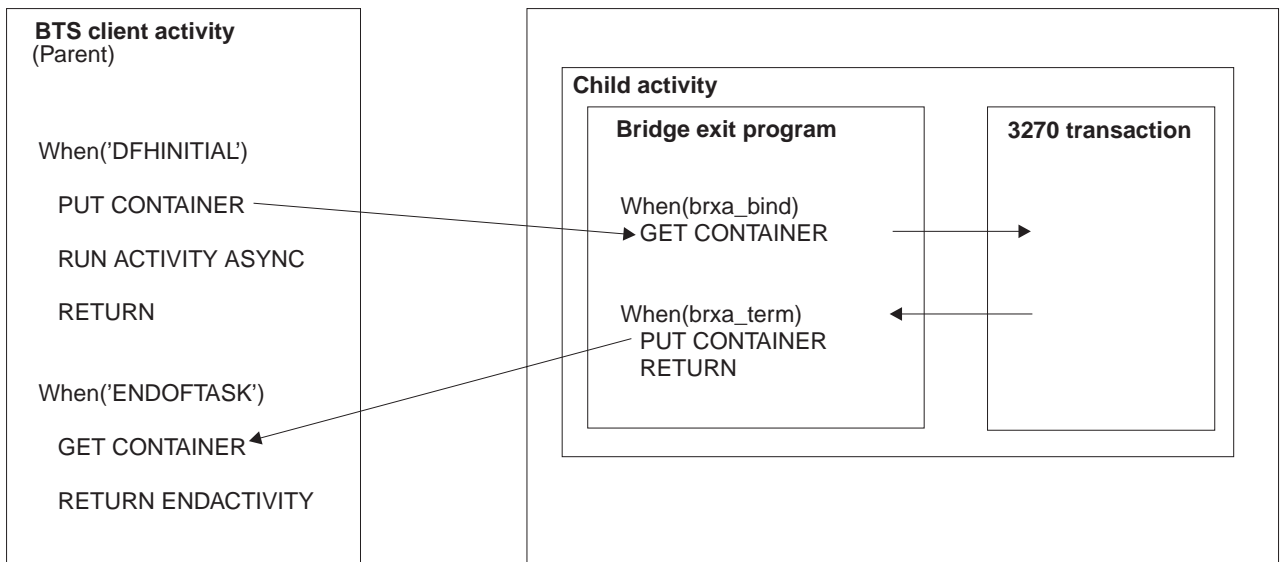 BTS client activity
(Parent)
When('DFHINITIAL')
PUT CONTAINER
RUN ACTIVITY ASYNC
RETURN
When('ENDOFTASK')
GET CONTAINER
RETURN ENDACTIVITY
Child activity
Bridge exit program
When(brxa_bind)
GET CONTAINER
When(brxa_term)
PUT CONTAINER
RETURN
3270 transaction